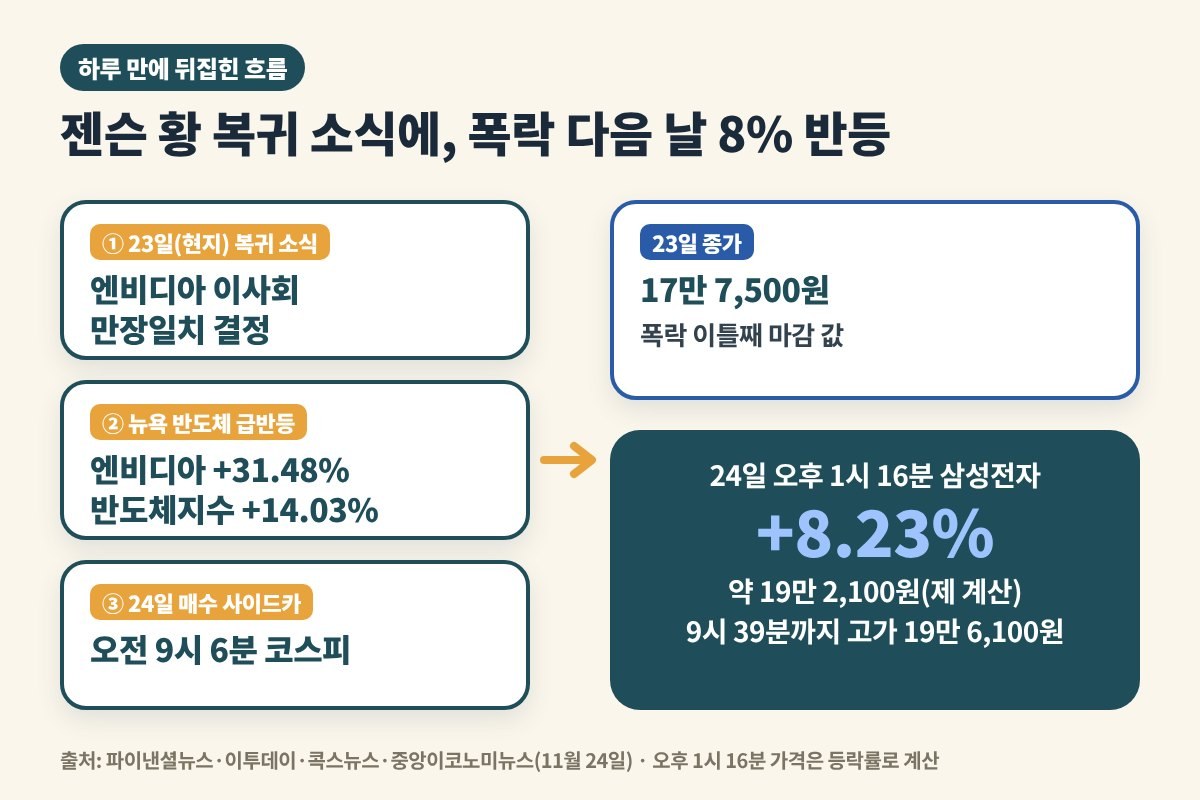 하루 만에 뒤집힌 흐름
젠슨 황 복귀 소식에, 폭락 다음 날 8% 반등
① 23일(현지) 복귀 소식
엔비디아 이사회
만장일치 결정
② 뉴욕 반도체 급반등
엔비디아 +31.48%
반도체지수 +14.03%
③ 24일 매수 사이드카
오전 9시 6분 코스피
23일 종가
17만 7,500원
폭락 이틀째 마감 값
24일 오후 1시 16분 삼성전자
+8.23%
약 19만 2,100원(제 계산)
9시 39분까지 고가 19만 6,100원
출처: 파이낸셜뉴스·이투데이·콕스뉴스·중앙이코노미뉴스(11월 24일) · 오후 1시 16분 가격은 등락률로 계산